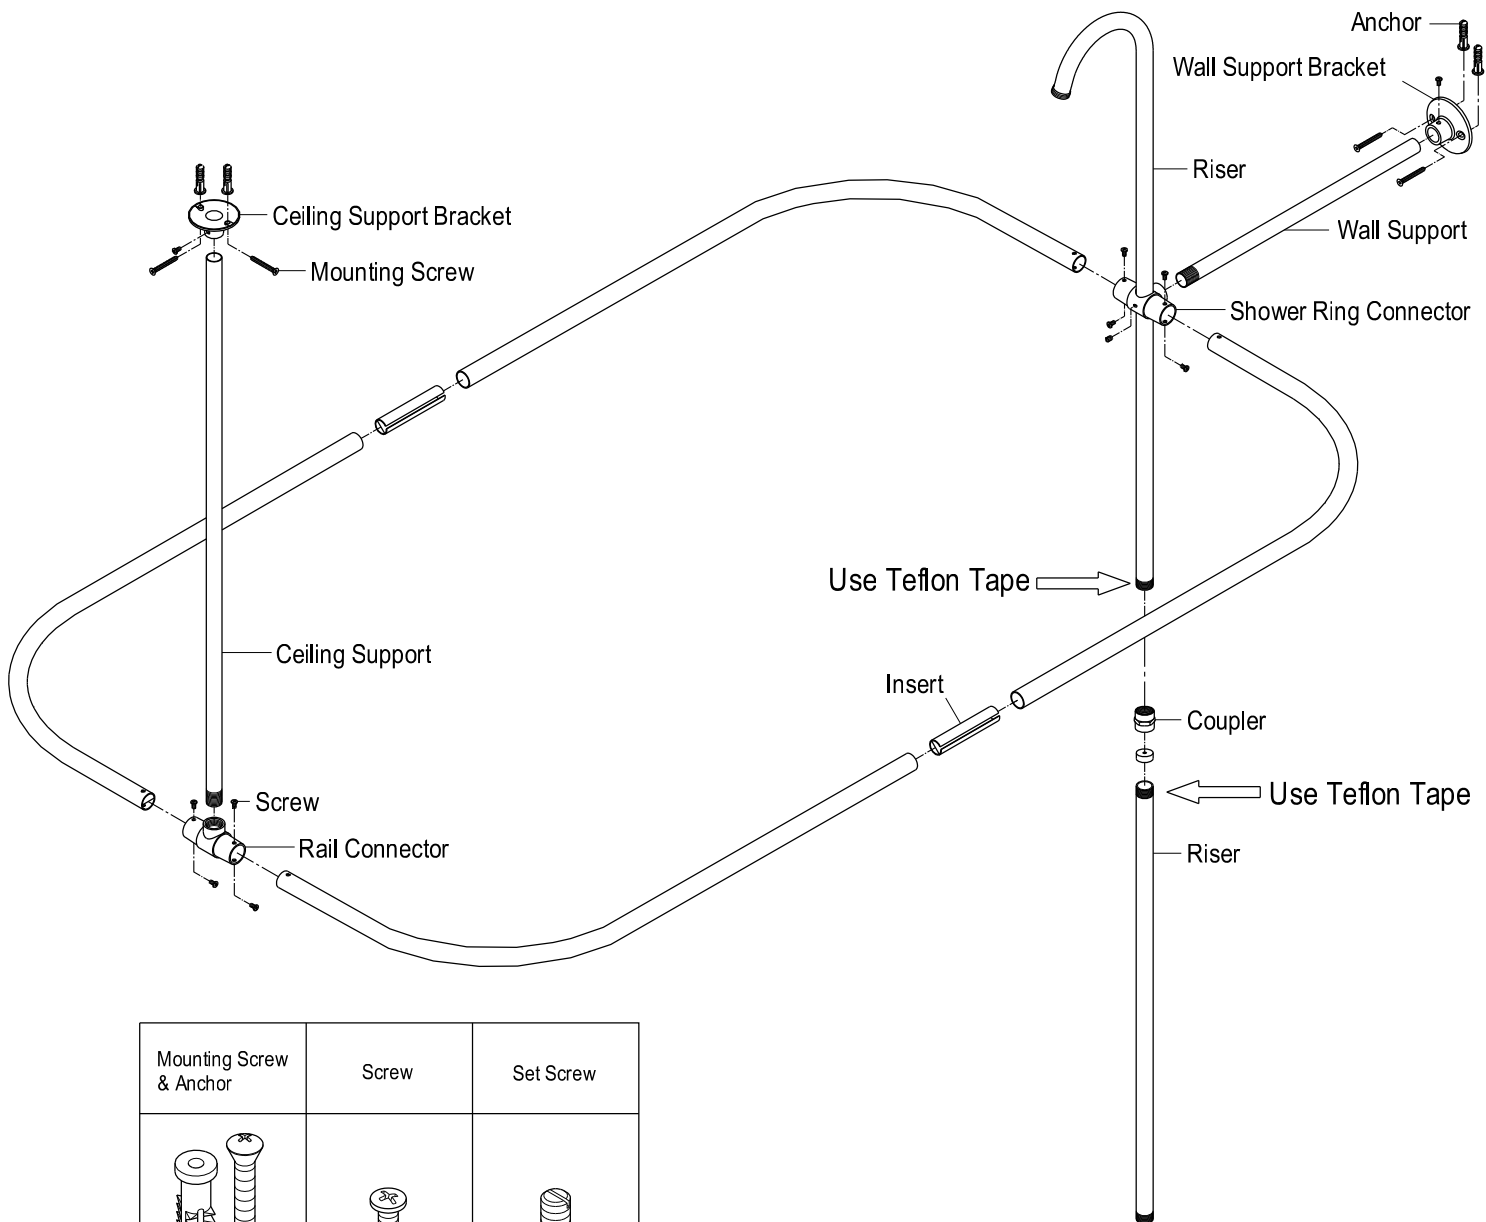 Anchor
Wall Support Bracket
Riser
Ceiling Support Bracket
Wall Support
Mounting Screw
Shower Ring Connector
Use Teflon Tape
Ceiling Support
Insert
Coupler
Use Teflon Tape
Screw
Rail Connector
Riser
Mounting Screw
& Anchor
Screw
Set Screw